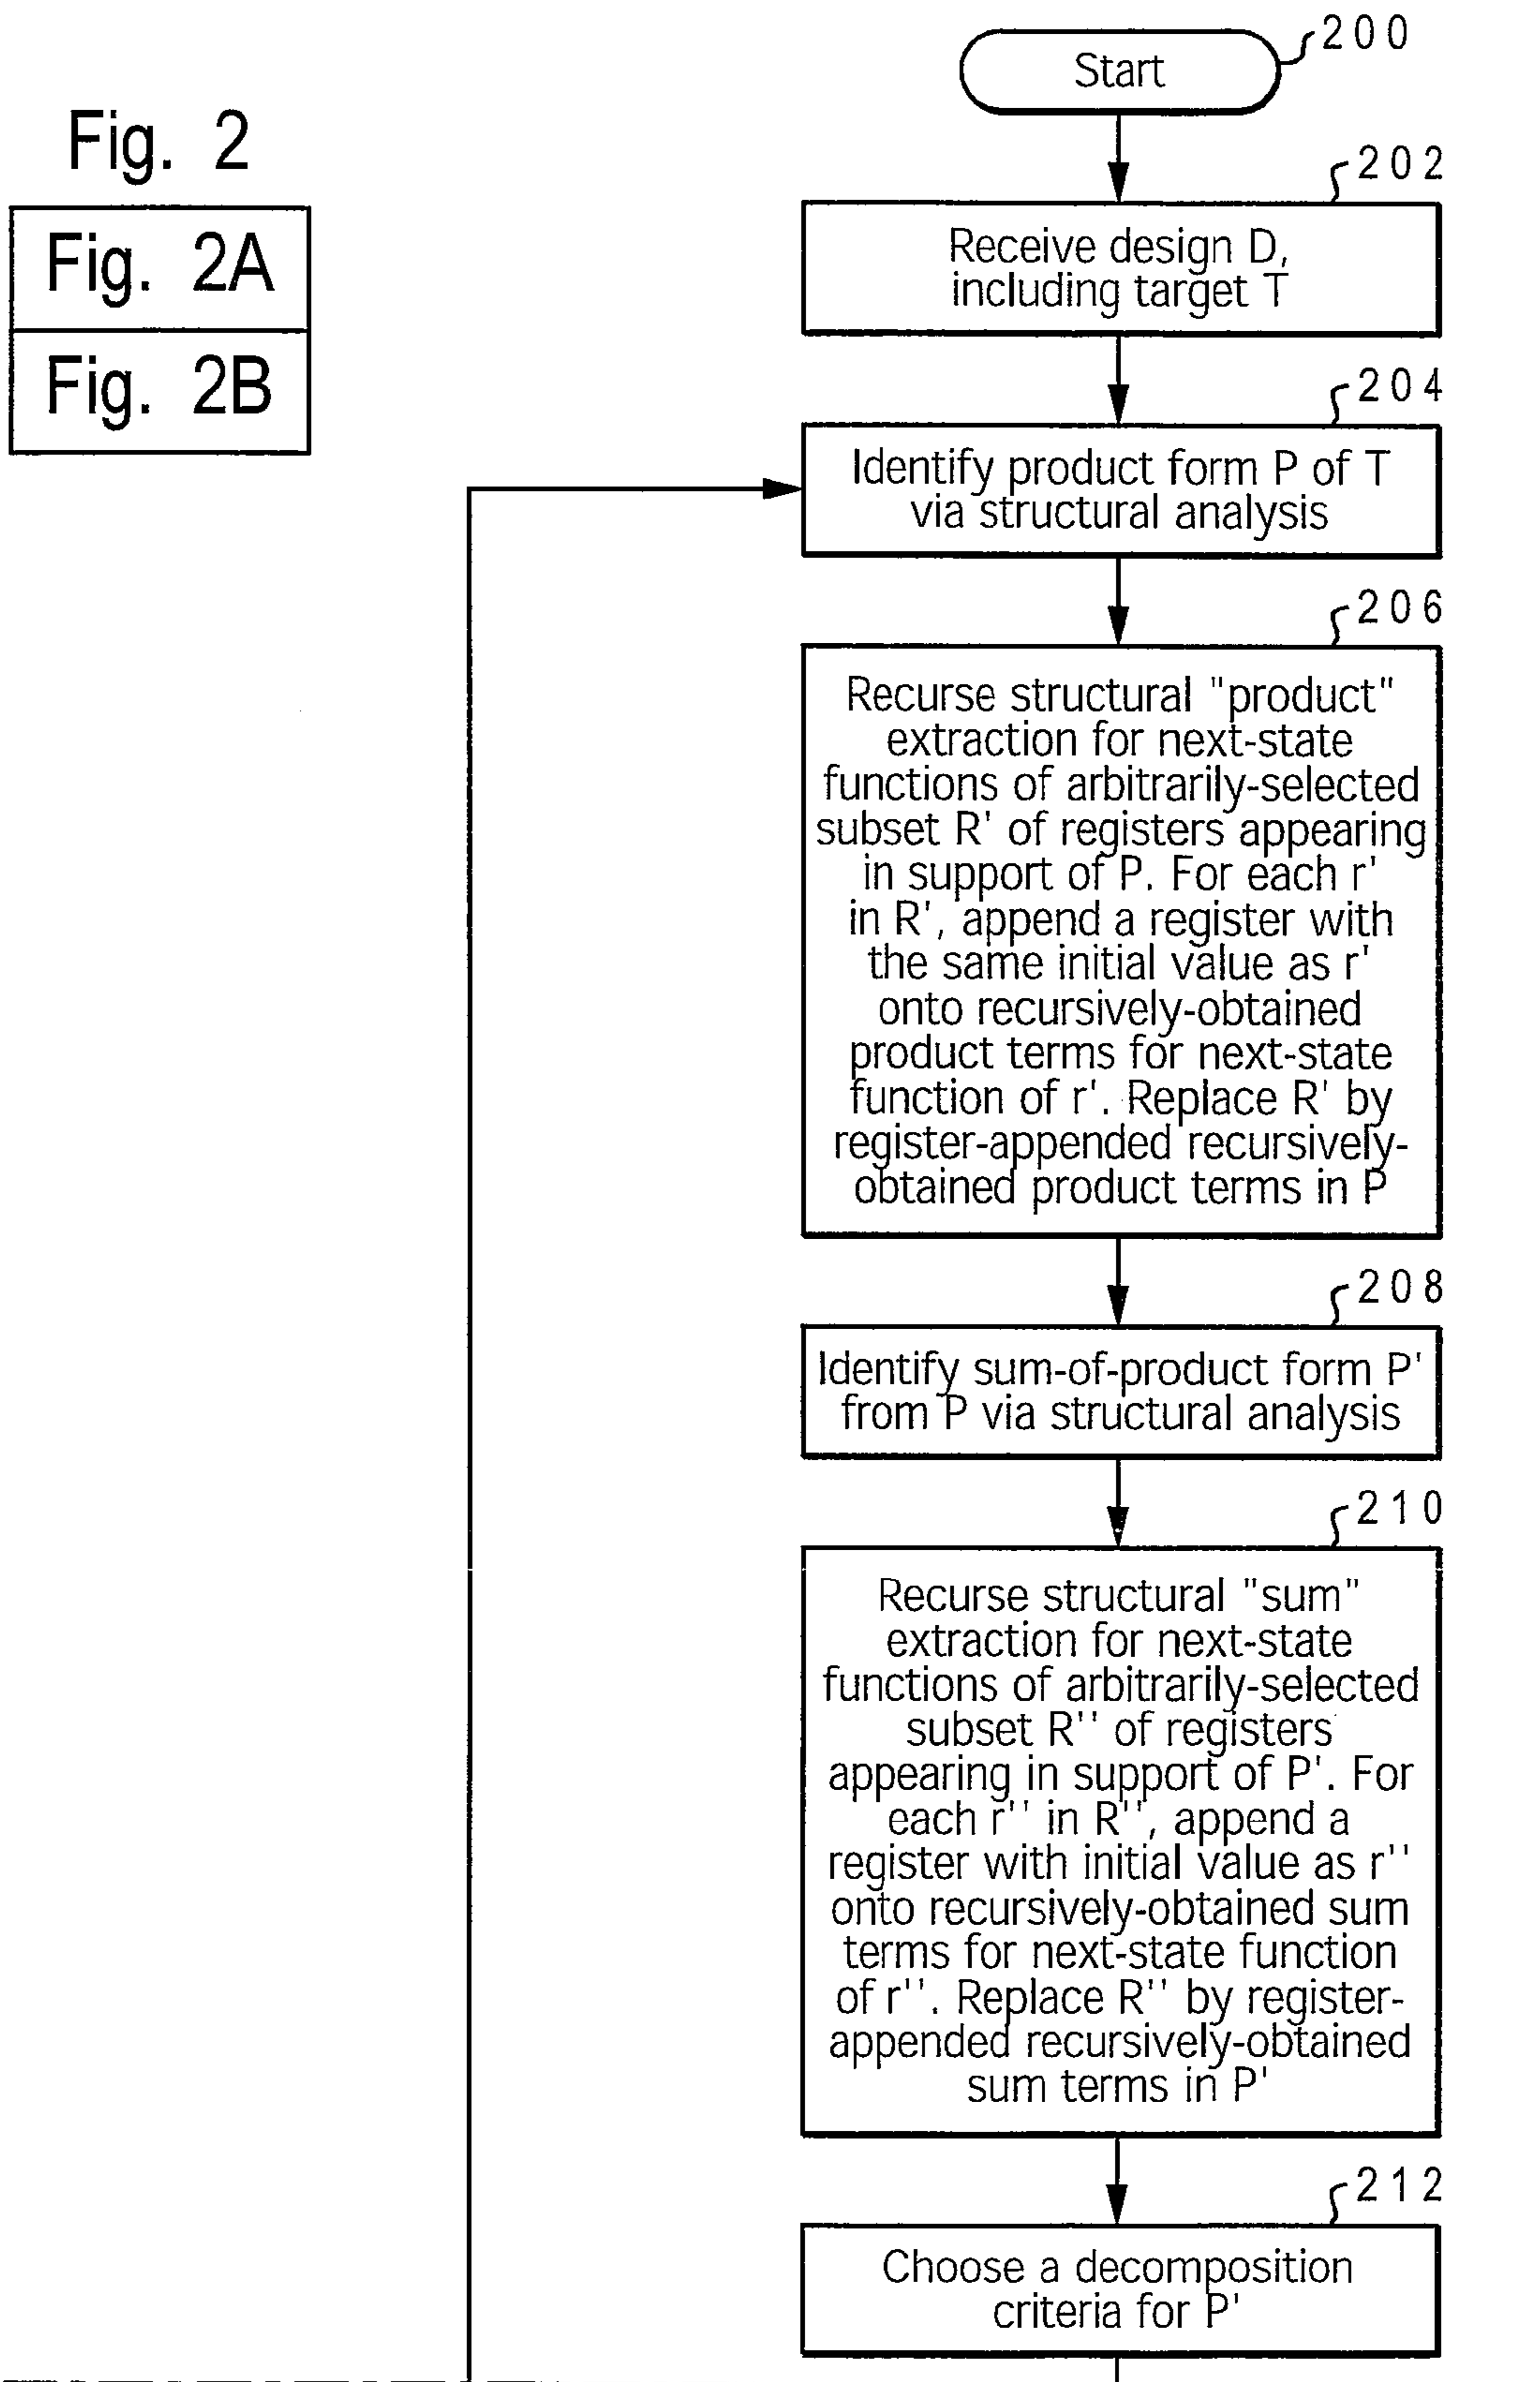 Fig. 2
Fig. 2A
Fig. 2B
200
Start
202
Receive design D,
including target T
204
Identify product form P of T
via structural analysis
206
Recurse structural "product"
extraction for next-state
functions of arbitrarily-selected
subset R' of registers appearing
in support of P. For each r'
in R', append a register with
the same initial value as r'
onto recursively-obtained
product terms for next-state
function of r'. Replace R' by
register-appended recursively-
obtained product terms in P
208
Identify sum-of-product form P'
from P via structural analysis
210
Recurse structural "sum"
extraction for next-state
functions of arbitrarily-selected
subset R'' of registers
appearing in support of P'. For
each r'' in R'', append a
register with initial value as r''
onto recursively-obtained sum
terms for next-state function
of r''. Replace R'' by register-
appended recursively-obtained
sum terms in P'
212
Choose a decomposition
criteria for P'